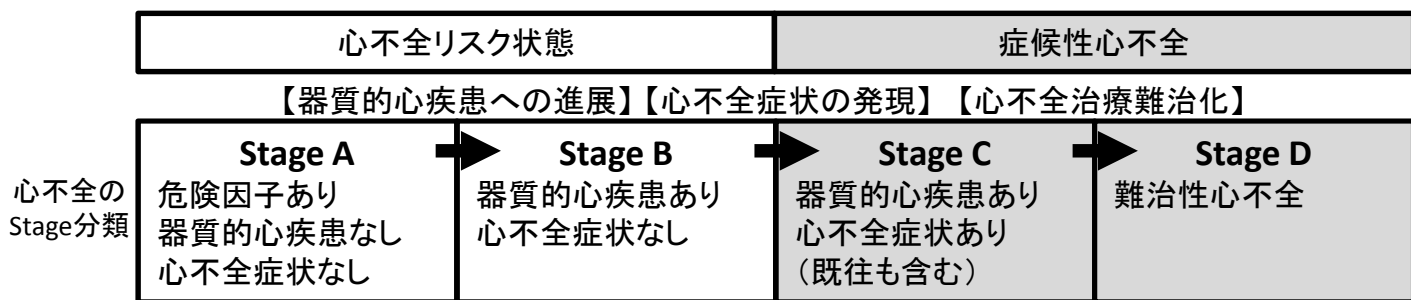 心不全リスク状態
症候性心不全
【器質的心疾患への進展】【心不全症状の発現】【心不全治療難治化】
心不全の
Stage分類
Stage A
危険因子あり
器質的心疾患なし
心不全症状なし
Stage B
器質的心疾患あり
心不全症状なし
Stage C
器質的心疾患あり
心不全症状あり
（既往も含む）
Stage D
難治性心不全